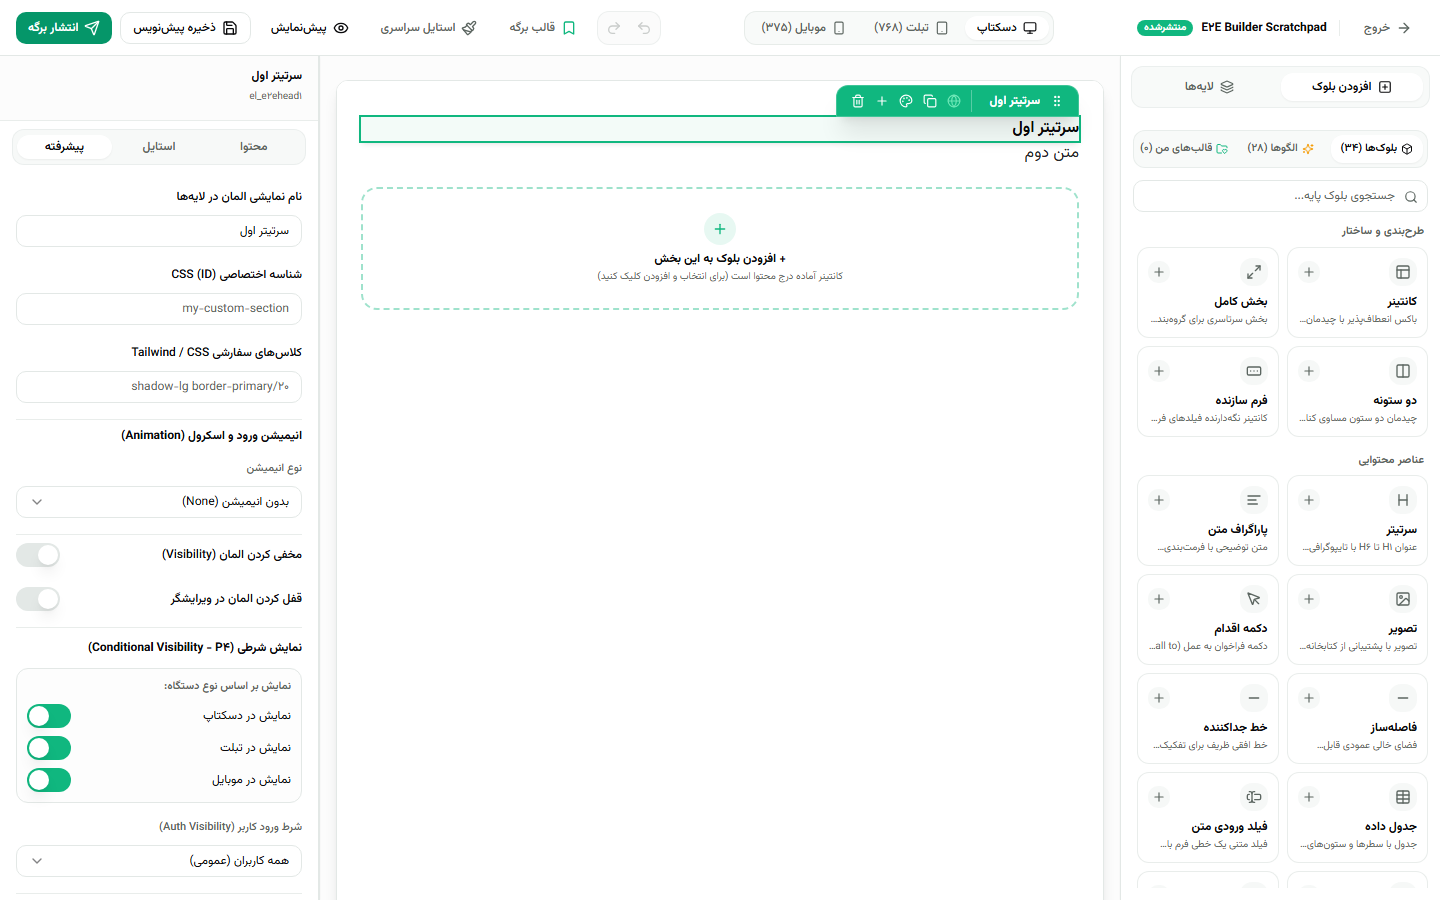 خروج
E۲E Builder Scratchpad
منتشرشده
دسکتاپ
تبلت (۷۶۸)
موبایل (۳۷۵)
قالب برگه
استایل سراسری
پیش‌نمایش
ذخیره پیش‌نویس
انتشار برگه
افزودن بلوک
لایه‌ها
بلوک‌ها (۳۴)
الگوها (۲۸)
قالب‌های من (۰)
جستجوی بلوک پایه...
طرح‌بندی و ساختار
کانتینر
باکس انعطاف‌پذیر با چیدمان...
بخش کامل
بخش سرتاسری برای گروه‌بند...
دو ستونه
چیدمان دو ستون مساوی کنا...
فرم سازنده
کانتینر نگه‌دارنده فیلدهای فر...
عناصر محتوایی
سرتیتر
عنوان H۱ تا H۶ با تایپوگرافی...
پاراگراف متن
متن توضیحی با فرمت‌بندی...
تصویر
تصویر با پشتیبانی از کتابخانه...
دکمه اقدام
دکمه فراخوان به عمل (all to...
فاصله‌ساز
فضای خالی عمودی قابل...
خط جداکننده
خط افقی ظریف برای تفکیک...
جدول داده
جدول با سطرها و ستون‌های...
فیلد ورودی متن
فیلد متنی یک خطی فرم با...
سرتیتر اول
سرتیتر اول
متن دوم
+ افزودن بلوک به این بخش
کانتینر آماده درج محتوا است (برای انتخاب و افزودن کلیک کنید)
سرتیتر اول
el_e۲ehead۱
محتوا
استایل
پیشرفته
نام نمایشی المان در لایه‌ها
سرتیتر اول
شناسه اختصاصی CSS (ID)
my-custom-section
کلاس‌های سفارشی Tailwind / CSS
shadow-lg border-primary/۲۰
انیمیشن ورود و اسکرول (Animation)
نوع انیمیشن
بدون انیمیشن (None)
مخفی کردن المان (Visibility)
قفل کردن المان در ویرایشگر
نمایش شرطی (Conditional Visibility - P۴)
نمایش بر اساس نوع دستگاه:
نمایش در دسکتاپ
نمایش در تبلت
نمایش در موبایل
شرط ورود کاربر (Auth Visibility)
همه کاربران (عمومی)